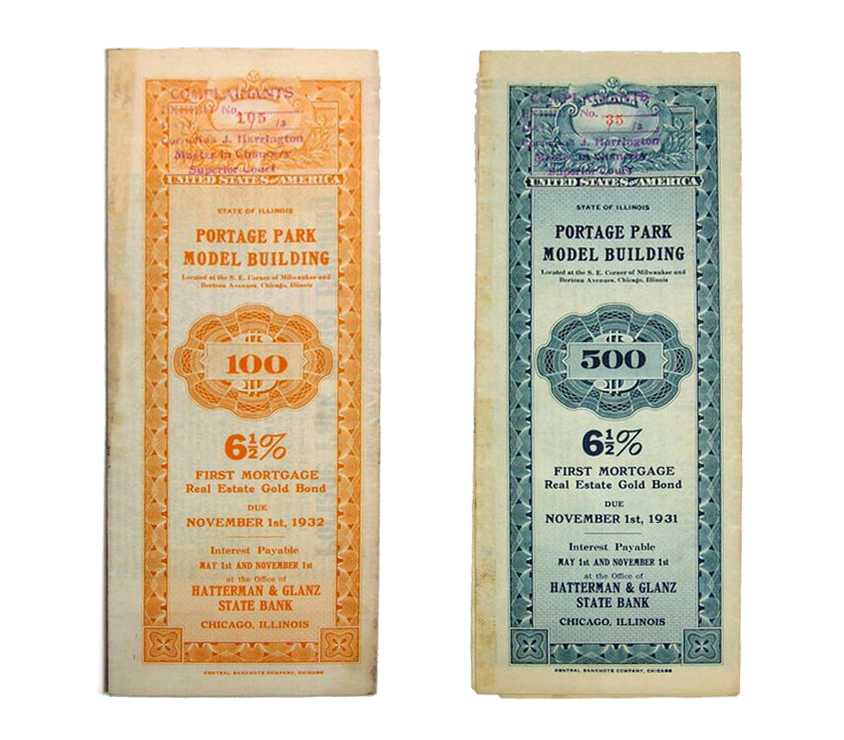 COMPLAINANTS
EXHIBIT No. 195
Cornelius J. Harrington
Master in Chancery
Superior Court
UNITED STATES OF AMERICA
STATE OF ILLINOIS
PORTAGE PARK
MODEL BUILDING
Located at the S. E. Corner of Milwaukee and
Berteau Avenues, Chicago, Illinois
100
6½%
FIRST MORTGAGE
Real Estate Gold Bond
DUE
NOVEMBER 1st, 1932
Interest Payable
MAY 1st AND NOVEMBER 1st
at the Office of
HATTERMAN & GLANZ
STATE BANK
CHICAGO, ILLINOIS
CENTRAL BANKNOTE COMPANY, CHICAGO
No. 35
Cornelius J. Harrington
Master in Chancery
Superior Court
UNITED STATES OF AMERICA
STATE OF ILLINOIS
PORTAGE PARK
MODEL BUILDING
Located at the S. E. Corner of Milwaukee and
Berteau Avenues, Chicago, Illinois
500
6½%
FIRST MORTGAGE
Real Estate Gold Bond
DUE
NOVEMBER 1st, 1931
Interest Payable
MAY 1st AND NOVEMBER 1st
at the Office of
HATTERMAN & GLANZ
STATE BANK
CHICAGO, ILLINOIS
CENTRAL BANKNOTE COMPANY, CHICAGO